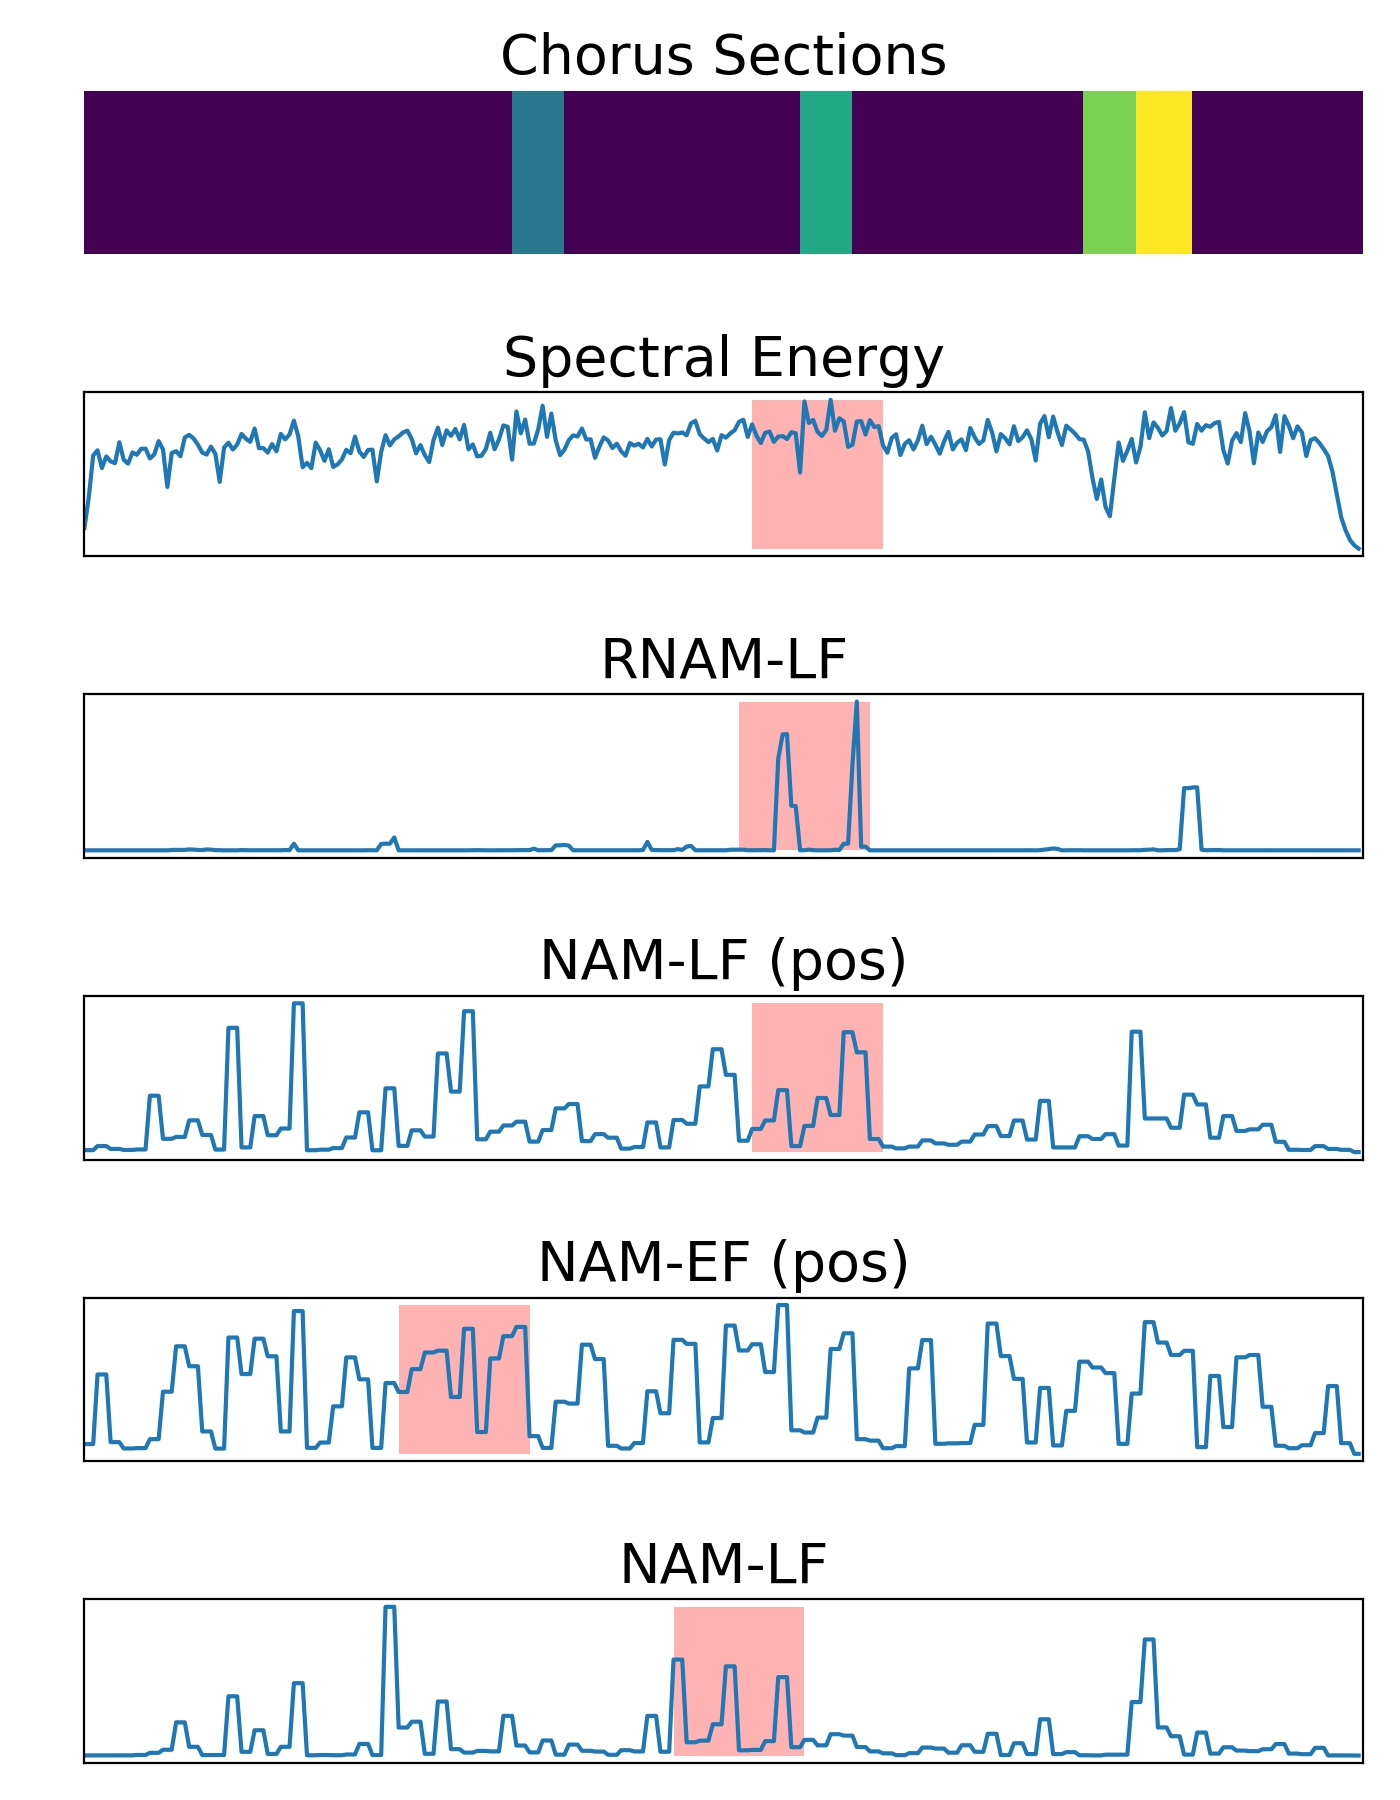 Chorus Sections
Spectral Energy
RNAM-LF
NAM-LF (pos)
NAM-EF (pos)
NAM-LF